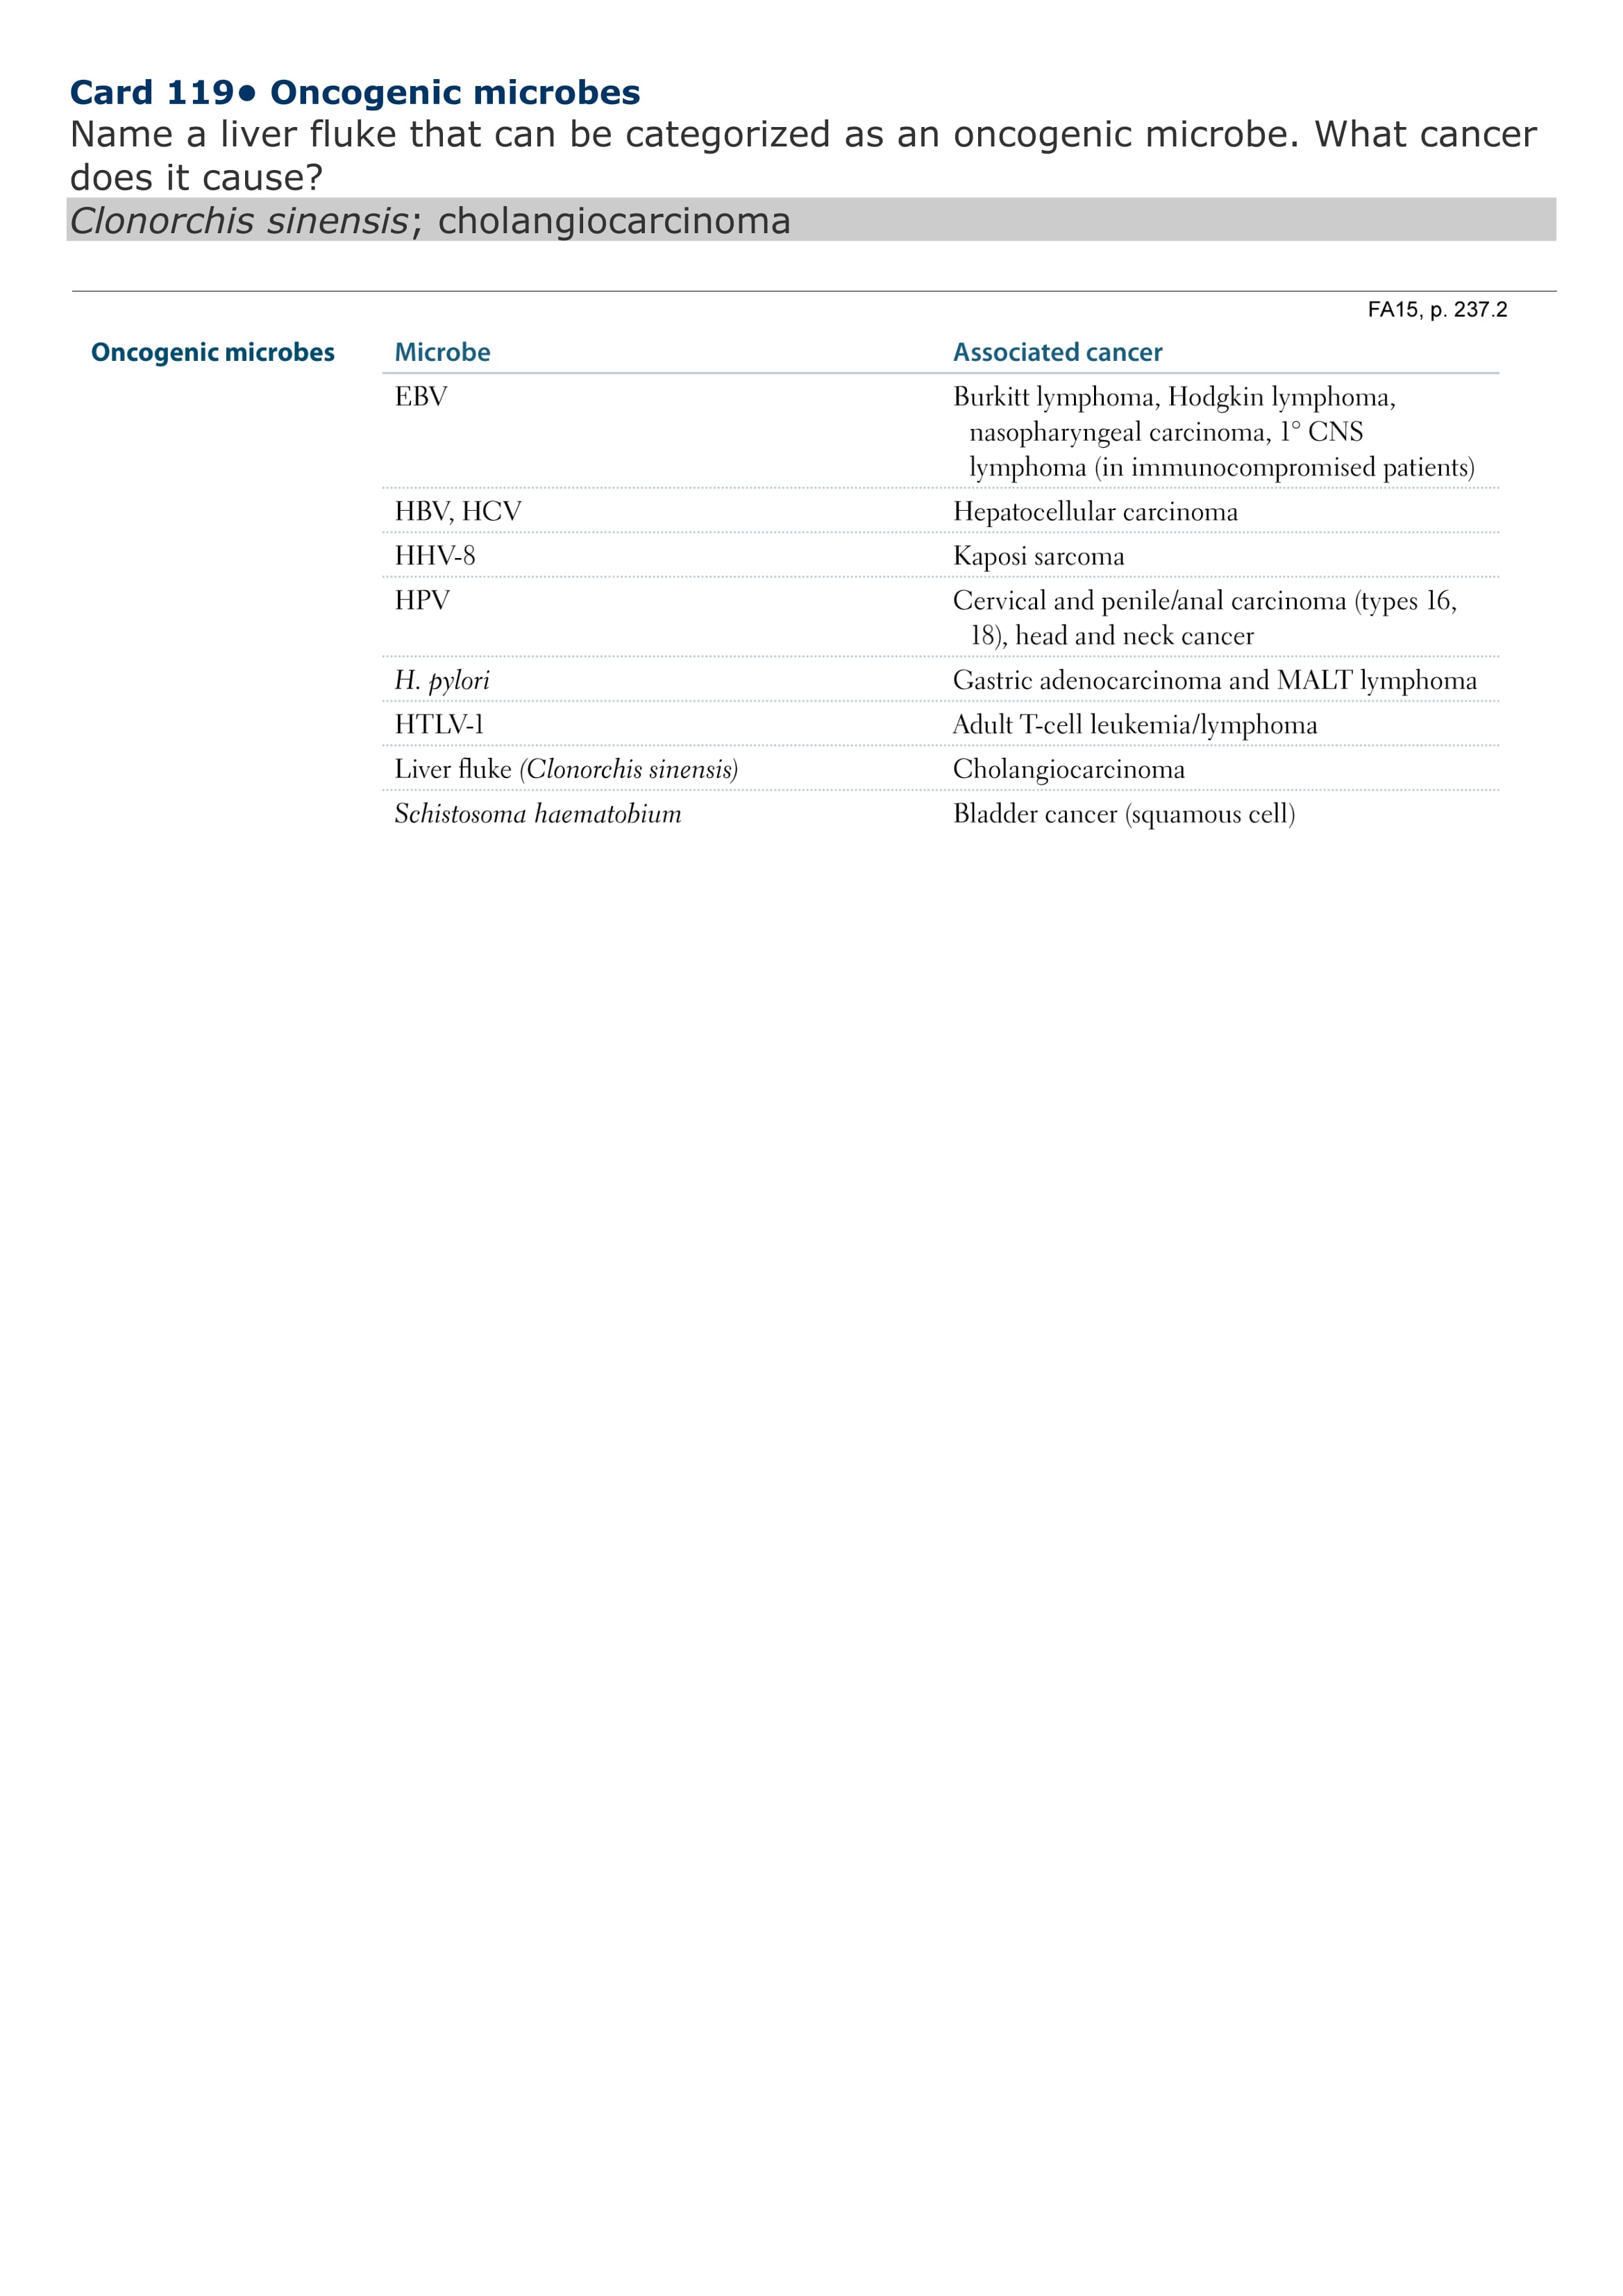 Card 119• Oncogenic microbes
Name a liver fluke that can be categorized as an oncogenic microbe. What cancer
does it cause?
Clonorchis sinensis; cholangiocarcinoma
FA15, p. 237.2
Oncogenic microbes Microbe Associated cancer
EBV Burkitt lymphoma, Hodgkin lymphoma,
nasopharyngeal carcinoma, 1° CNS
lymphoma (in immunocompromised patients)
HBV, HCV Hepatocellular carcinoma
HHV-8 Kaposi sarcoma
HPV Cervical and penile/anal carcinoma (types 16,
18), head and neck cancer
H. pylori Gastric adenocarcinoma and MALT lymphoma
HTLV-1 Adult T-cell leukemia/lymphoma
Liver fluke (Clonorchis sinensis) Cholangiocarcinoma
Schistosoma haematobium Bladder cancer (squamous cell)